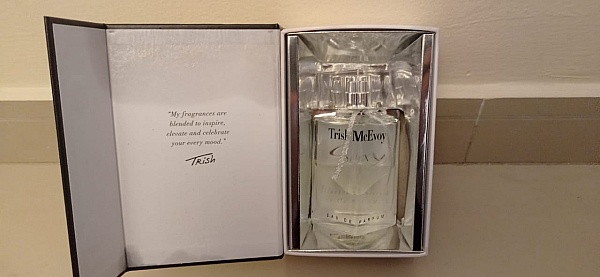 "My fragrances are
blended to inspire,
elevate and celebrate
your every mood."
Trish
Trish McEvoy
EAU DE PARFUM